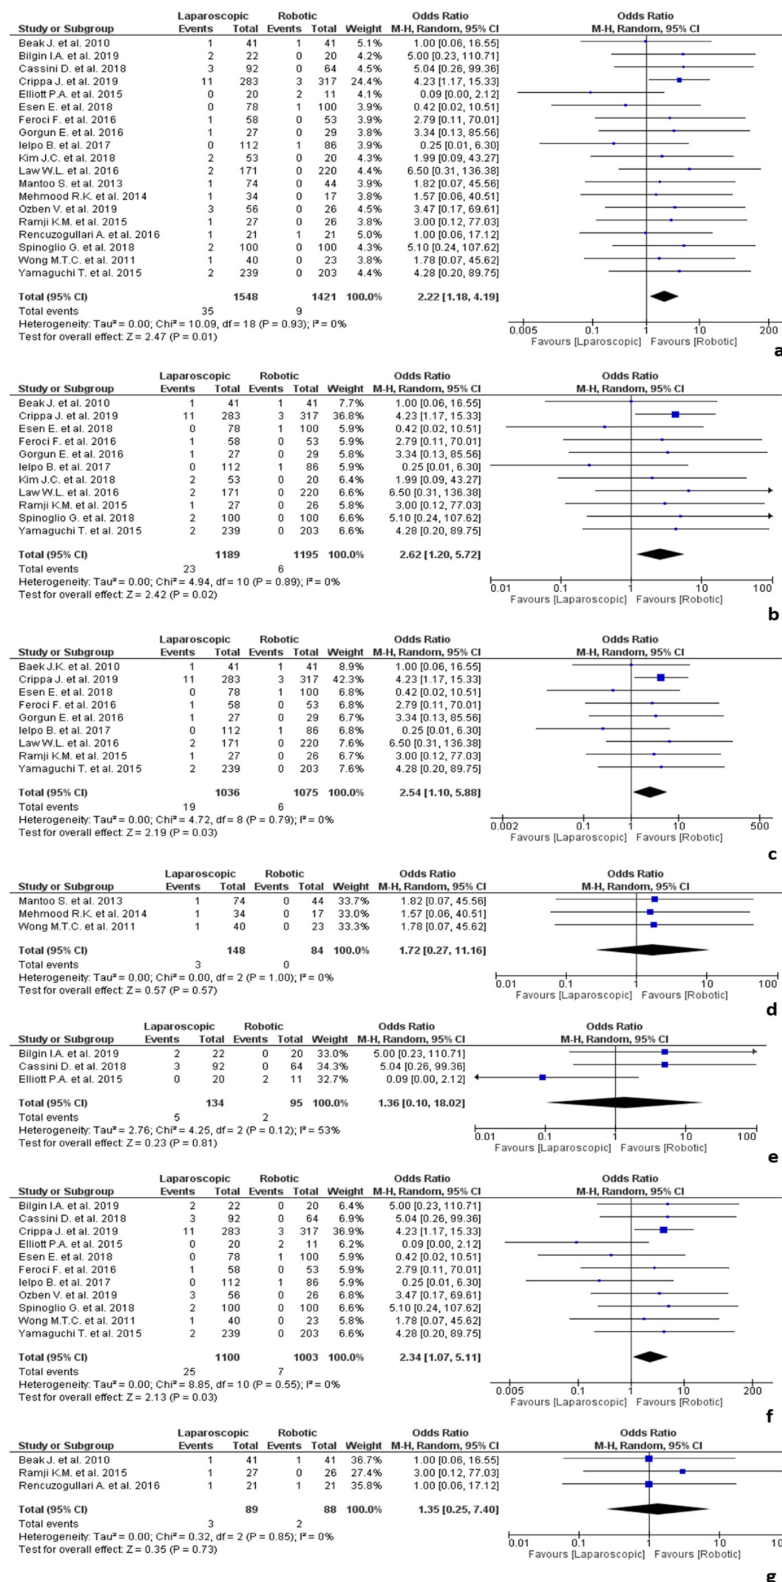 Laparoscopic Robotic Odds Ratio Odds Ratio
Study or Subgroup Events Total Events Total Weight M-H, Random, 95% CI M-H, Random, 95% CI
Beak J. et al. 2010 1 41 1 41 5.1% 1.00 [0.06, 16.55]
Bilgin I.A. et al. 2019 2 22 0 20 4.2% 5.00 [0.23, 110.71]
Cassini D. et al. 2018 3 92 0 64 4.5% 5.04 [0.26, 99.36]
Crippa J. et al. 2019 11 283 3 317 24.4% 4.23 [1.17, 15.33]
Elliott P.A. et al. 2015 0 20 2 11 4.1% 0.09 [0.00, 2.12]
Esen E. et al. 2018 0 78 1 100 3.9% 0.42 [0.02, 10.51]
Feroci F. et al. 2016 1 58 0 53 3.9% 2.79 [0.11, 70.01]
Gorgun E. et al. 2016 1 27 0 29 3.8% 3.34 [0.13, 85.56]
Ielpo B. et al. 2017 0 112 1 86 3.9% 0.25 [0.01, 6.30]
Kim J.C. et al. 2018 2 53 0 20 4.3% 1.99 [0.09, 43.27]
Law W.L. et al. 2016 2 171 0 220 4.4% 6.50 [0.31, 136.38]
Mantoo S. et al. 2013 1 74 0 44 3.9% 1.82 [0.07, 45.56]
Mehmood R.K. et al. 2014 1 34 0 17 3.8% 1.57 [0.06, 40.51]
Ozben V. et al. 2019 3 56 0 26 4.6% 3.47 [0.17, 69.61]
Ramji K.M. et al. 2015 1 27 0 26 3.8% 3.00 [0.12, 77.03]
Rencuzogullari A. et al. 2016 1 21 1 21 5.0% 1.00 [0.06, 17.12]
Spinoglio G. et al. 2018 2 100 0 100 4.3% 5.10 [0.24, 107.62]
Wong M.T.C. et al. 2011 1 40 0 23 3.8% 1.78 [0.07, 45.62]
Yamaguchi T. et al. 2015 2 239 0 203 4.4% 4.28 [0.20, 89.75]
Total (95% CI) 1548 1421 100.0% 2.22 [1.18, 4.19]
Total events 35 9
Heterogeneity: Tau² = 0.00; Chi² = 10.09, df = 18 (P = 0.93); I² = 0%
Test for overall effect: Z = 2.47 (P = 0.01)
0.005 0.1 1 10 200
Favours [Lparoscopic] Favours [Robotic]
a
Laparoscopic Robotic Odds Ratio Odds Ratio
Study or Subgroup Events Total Events Total Weight M-H, Random, 95% CI M-H, Random, 95% CI
Beak J. et al. 2010 1 41 1 41 7.7% 1.00 [0.06, 16.55]
Crippa J. et al. 2019 11 283 3 317 36.8% 4.23 [1.17, 15.33]
Esen E. et al. 2018 0 78 1 100 5.9% 0.42 [0.02, 10.51]
Feroci F. et al. 2016 1 58 0 53 5.9% 2.79 [0.11, 70.01]
Gorgun E. et al. 2016 1 27 0 29 5.8% 3.34 [0.13, 85.56]
Ielpo B. et al. 2017 0 112 1 86 5.9% 0.25 [0.01, 6.30]
Kim J.C. et al. 2018 2 53 0 20 6.4% 1.99 [0.09, 43.27]
Law W.L. et al. 2016 2 171 0 220 6.6% 6.50 [0.31, 136.38]
Ramji K.M. et al. 2015 1 27 0 26 5.8% 3.00 [0.12, 77.03]
Spinoglio G. et al. 2018 2 100 0 100 6.6% 5.10 [0.24, 107.62]
Yamaguchi T. et al. 2015 2 239 0 203 6.6% 4.28 [0.20, 89.75]
Total (95% CI) 1189 1195 100.0% 2.62 [1.20, 5.72]
Total events 23 6
Heterogeneity: Tau² = 0.00; Chi² = 4.94, df = 10 (P = 0.89); I² = 0%
Test for overall effect: Z = 2.42 (P = 0.02)
0.01 0.1 1 10 100
Favours [Laparoscopic] Favours [Robotic]
b
Laparoscopic Robotic Odds Ratio Odds Ratio
Study or Subgroup Events Total Events Total Weight M-H, Random, 95% CI M-H, Random, 95% CI
Baek J.K. et al. 2010 1 41 1 41 8.9% 1.00 [0.06, 16.55]
Crippa J. et al. 2019 11 283 3 317 42.3% 4.23 [1.17, 15.33]
Esen E. et al. 2018 0 78 1 100 6.8% 0.42 [0.02, 10.51]
Feroci F. et al. 2016 1 58 0 53 6.8% 2.79 [0.11, 70.01]
Gorgun E. et al. 2016 1 27 0 29 6.7% 3.34 [0.13, 85.56]
Ielpo B. et al. 2017 0 112 1 86 6.8% 0.25 [0.01, 6.30]
Law W.L. et al. 2016 2 171 0 220 7.6% 6.50 [0.31, 136.38]
Ramji K.M. et al. 2015 1 27 0 26 6.6% 3.00 [0.12, 77.03]
Yamaguchi T. et al. 2015 2 239 0 203 7.6% 4.28 [0.20, 89.75]
Total (95% CI) 1036 1075 100.0% 2.54 [1.10, 5.88]
Total events 19 6
Heterogeneity: Tau² = 0.00; Chi² = 4.72, df = 8 (P = 0.79); I² = 0%
Test for overall effect: Z = 2.19 (P = 0.03)
0.002 0.1 1 10 500
Favours [Laparoscopic] Favours [Robotic]
c
Laparoscopic Robotic Odds Ratio Odds Ratio
Study or Subgroup Events Total Events Total Weight M-H, Random, 95% CI M-H, Random, 95% CI
Mantoo S. et al. 2013 1 74 0 44 33.7% 1.82 [0.07, 45.56]
Mehmood R.K. et al. 2014 1 34 0 17 33.0% 1.57 [0.06, 40.51]
Wong M.T.C. et al. 2011 1 40 0 23 33.3% 1.78 [0.07, 45.62]
Total (95% CI) 148 84 100.0% 1.72 [0.27, 11.16]
Total events 3 0
Heterogeneity: Tau² = 0.00; Chi² = 0.00, df = 2 (P = 1.00); I² = 0%
Test for overall effect: Z = 0.57 (P = 0.57)
0.01 0.1 1 10 100
Favours [Laparoscopic] Favours [Robotic]
d
Laparoscopic Robotic Odds Ratio Odds Ratio
Study or Subgroup Events Total Events Total Weight M-H, Random, 95% CI M-H, Random, 95% CI
Bilgin I.A. et al. 2019 2 22 0 20 33.0% 5.00 [0.23, 110.71]
Cassini D. et al. 2018 3 92 0 64 34.3% 5.04 [0.26, 99.36]
Elliott P.A. et al. 2015 0 20 2 11 32.7% 0.09 [0.00, 2.12]
Total (95% CI) 134 95 100.0% 1.36 [0.10, 18.02]
Total events 5 2
Heterogeneity: Tau² = 2.76; Chi² = 4.25, df = 2 (P = 0.12); I² = 53%
Test for overall effect: Z = 0.23 (P = 0.81)
0.01 0.1 1 10 100
Favours [Laparoscopic] Favours [Robotic]
e
Laparoscopic Robotic Odds Ratio Odds Ratio
Study or Subgroup Events Total Events Total Weight M-H, Random, 95% CI M-H, Random, 95% CI
Bilgin I.A. et al. 2019 2 22 0 20 6.4% 5.00 [0.23, 110.71]
Cassini D. et al. 2018 3 92 0 64 6.9% 5.04 [0.26, 99.36]
Crippa J. et al. 2019 11 283 3 317 37.0% 4.23 [1.17, 15.33]
Elliott P.A. et al. 2015 0 20 2 11 6.2% 0.09 [0.00, 2.12]
Esen E. et al. 2018 0 78 1 100 5.9% 0.42 [0.02, 10.51]
Feroci F. et al. 2016 1 58 0 53 5.9% 2.79 [0.11, 70.01]
Ielpo B. et al. 2017 0 112 1 86 5.9% 0.25 [0.01, 6.30]
Ozben V. et al. 2019 3 56 0 26 6.8% 3.47 [0.17, 69.61]
Spinoglio G. et al. 2018 2 100 0 100 6.6% 5.10 [0.24, 107.62]
Wong M.T.C. et al. 2011 1 40 0 23 5.8% 1.78 [0.07, 45.62]
Yamaguchi T. et al. 2015 2 239 0 203 6.6% 4.28 [0.20, 89.75]
Total (95% CI) 1100 1003 100.0% 2.34 [1.07, 5.11]
Total events 25 7
Heterogeneity: Tau² = 0.00; Chi² = 8.85, df = 10 (P = 0.55); I² = 0%
Test for overall effect: Z = 2.13 (P = 0.03)
0.005 0.1 1 10 200
Favours [Laparoscopic] Favours [Robotic]
f
Laparoscopic Robotic Odds Ratio Odds Ratio
Study or Subgroup Events Total Events Total Weight M-H, Random, 95% CI M-H, Random, 95% CI
Beak J. et al. 2010 1 41 1 41 36.7% 1.00 [0.06, 16.55]
Ramji K.M. et al. 2015 1 27 0 26 27.4% 3.00 [0.12, 77.03]
Rencuzogullari A. et al. 2016 1 21 1 21 35.8% 1.00 [0.06, 17.12]
Total (95% CI) 89 88 100.0% 1.35 [0.25, 7.40]
Total events 3 2
Heterogeneity: Tau² = 0.00; Chi² = 0.32, df = 2 (P = 0.85); I² = 0%
Test for overall effect: Z = 0.35 (P = 0.73)
0.01 0.1 1 10 100
Favours [Laparoscopic] Favours [Robotic]
g